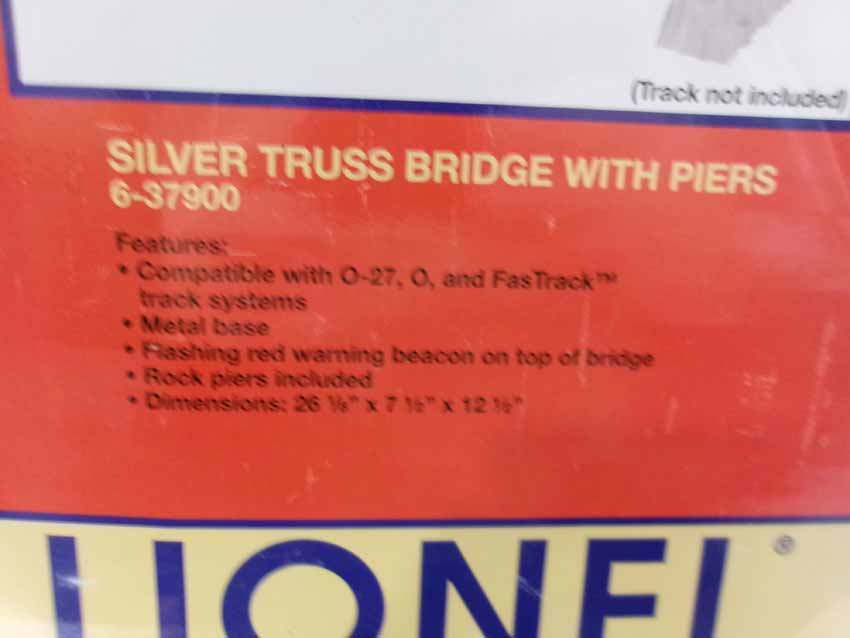 (Track not included)
SILVER TRUSS BRIDGE WITH PIERS
6-37900
Features:
• Compatible with O-27, O, and FasTrack™
track systems
• Metal base
• Flashing red warning beacon on top of bridge
• Rock piers included
• Dimensions: 26 ⅛" x 7 ½" x 12 ½"
LIONEL®